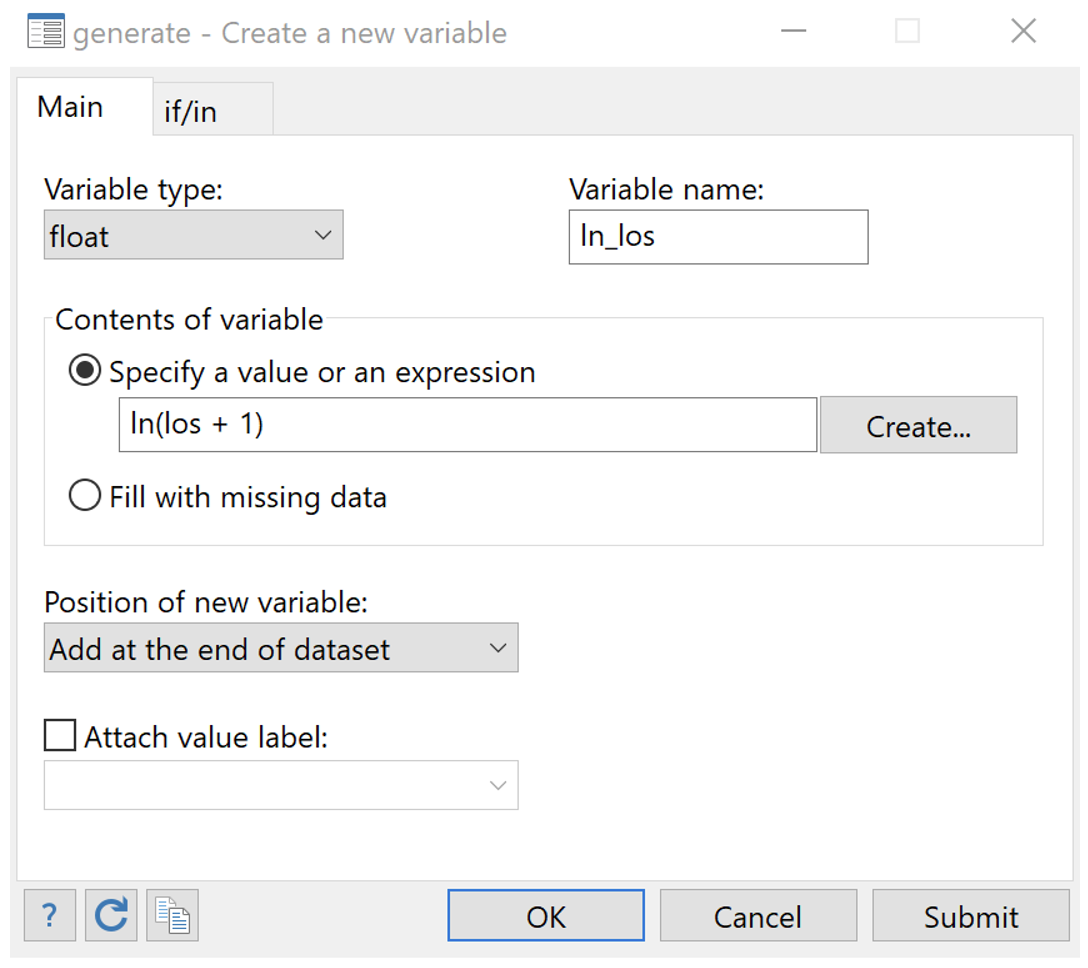 generate - Create a new variable
Main
if/in
Variable type:
Variable name:
float
ln_los
Contents of variable
Specify a value or an expression
ln(los + 1)
Create...
Fill with missing data
Position of new variable:
Add at the end of dataset
Attach value label:
?
OK
Cancel
Submit